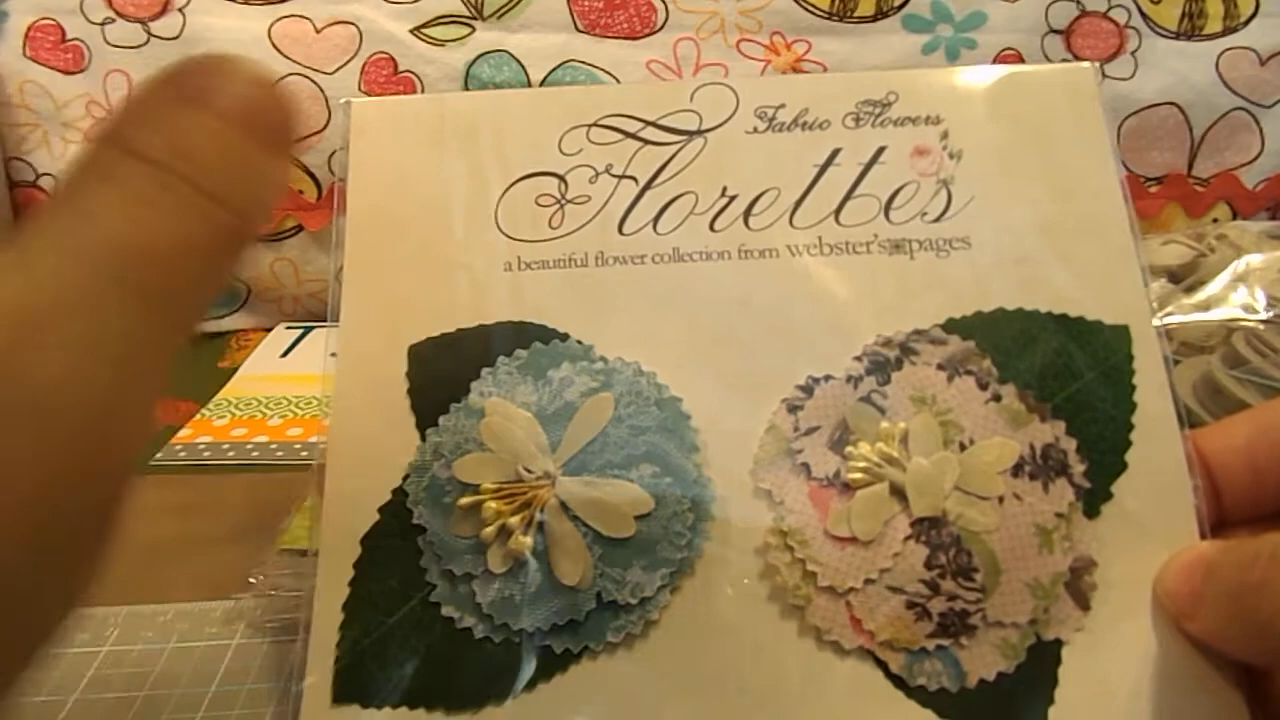 Fabric Flowers
Florettes
a beautiful flower collection from webster's pages
T